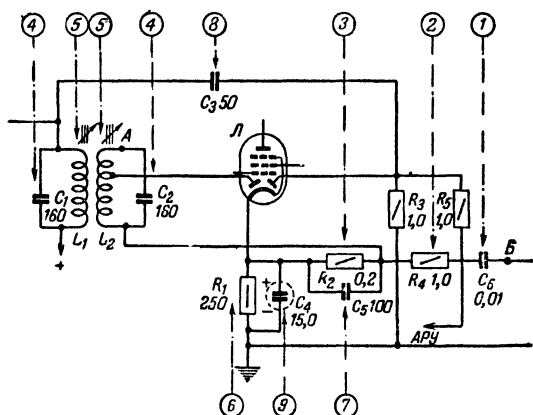 4 5 5 4 8 3 2 1
C₃ 50
A
Л
Б
C₁
160
L₁
L₂
C₂
160
R₃
1,0
R₅
1,0
R₂ 0,2
R₄ 1,0
C₆
0,01
R₁
250
C₄
15,0
C₅ 100
АРУ
+
+
−
6 9 7